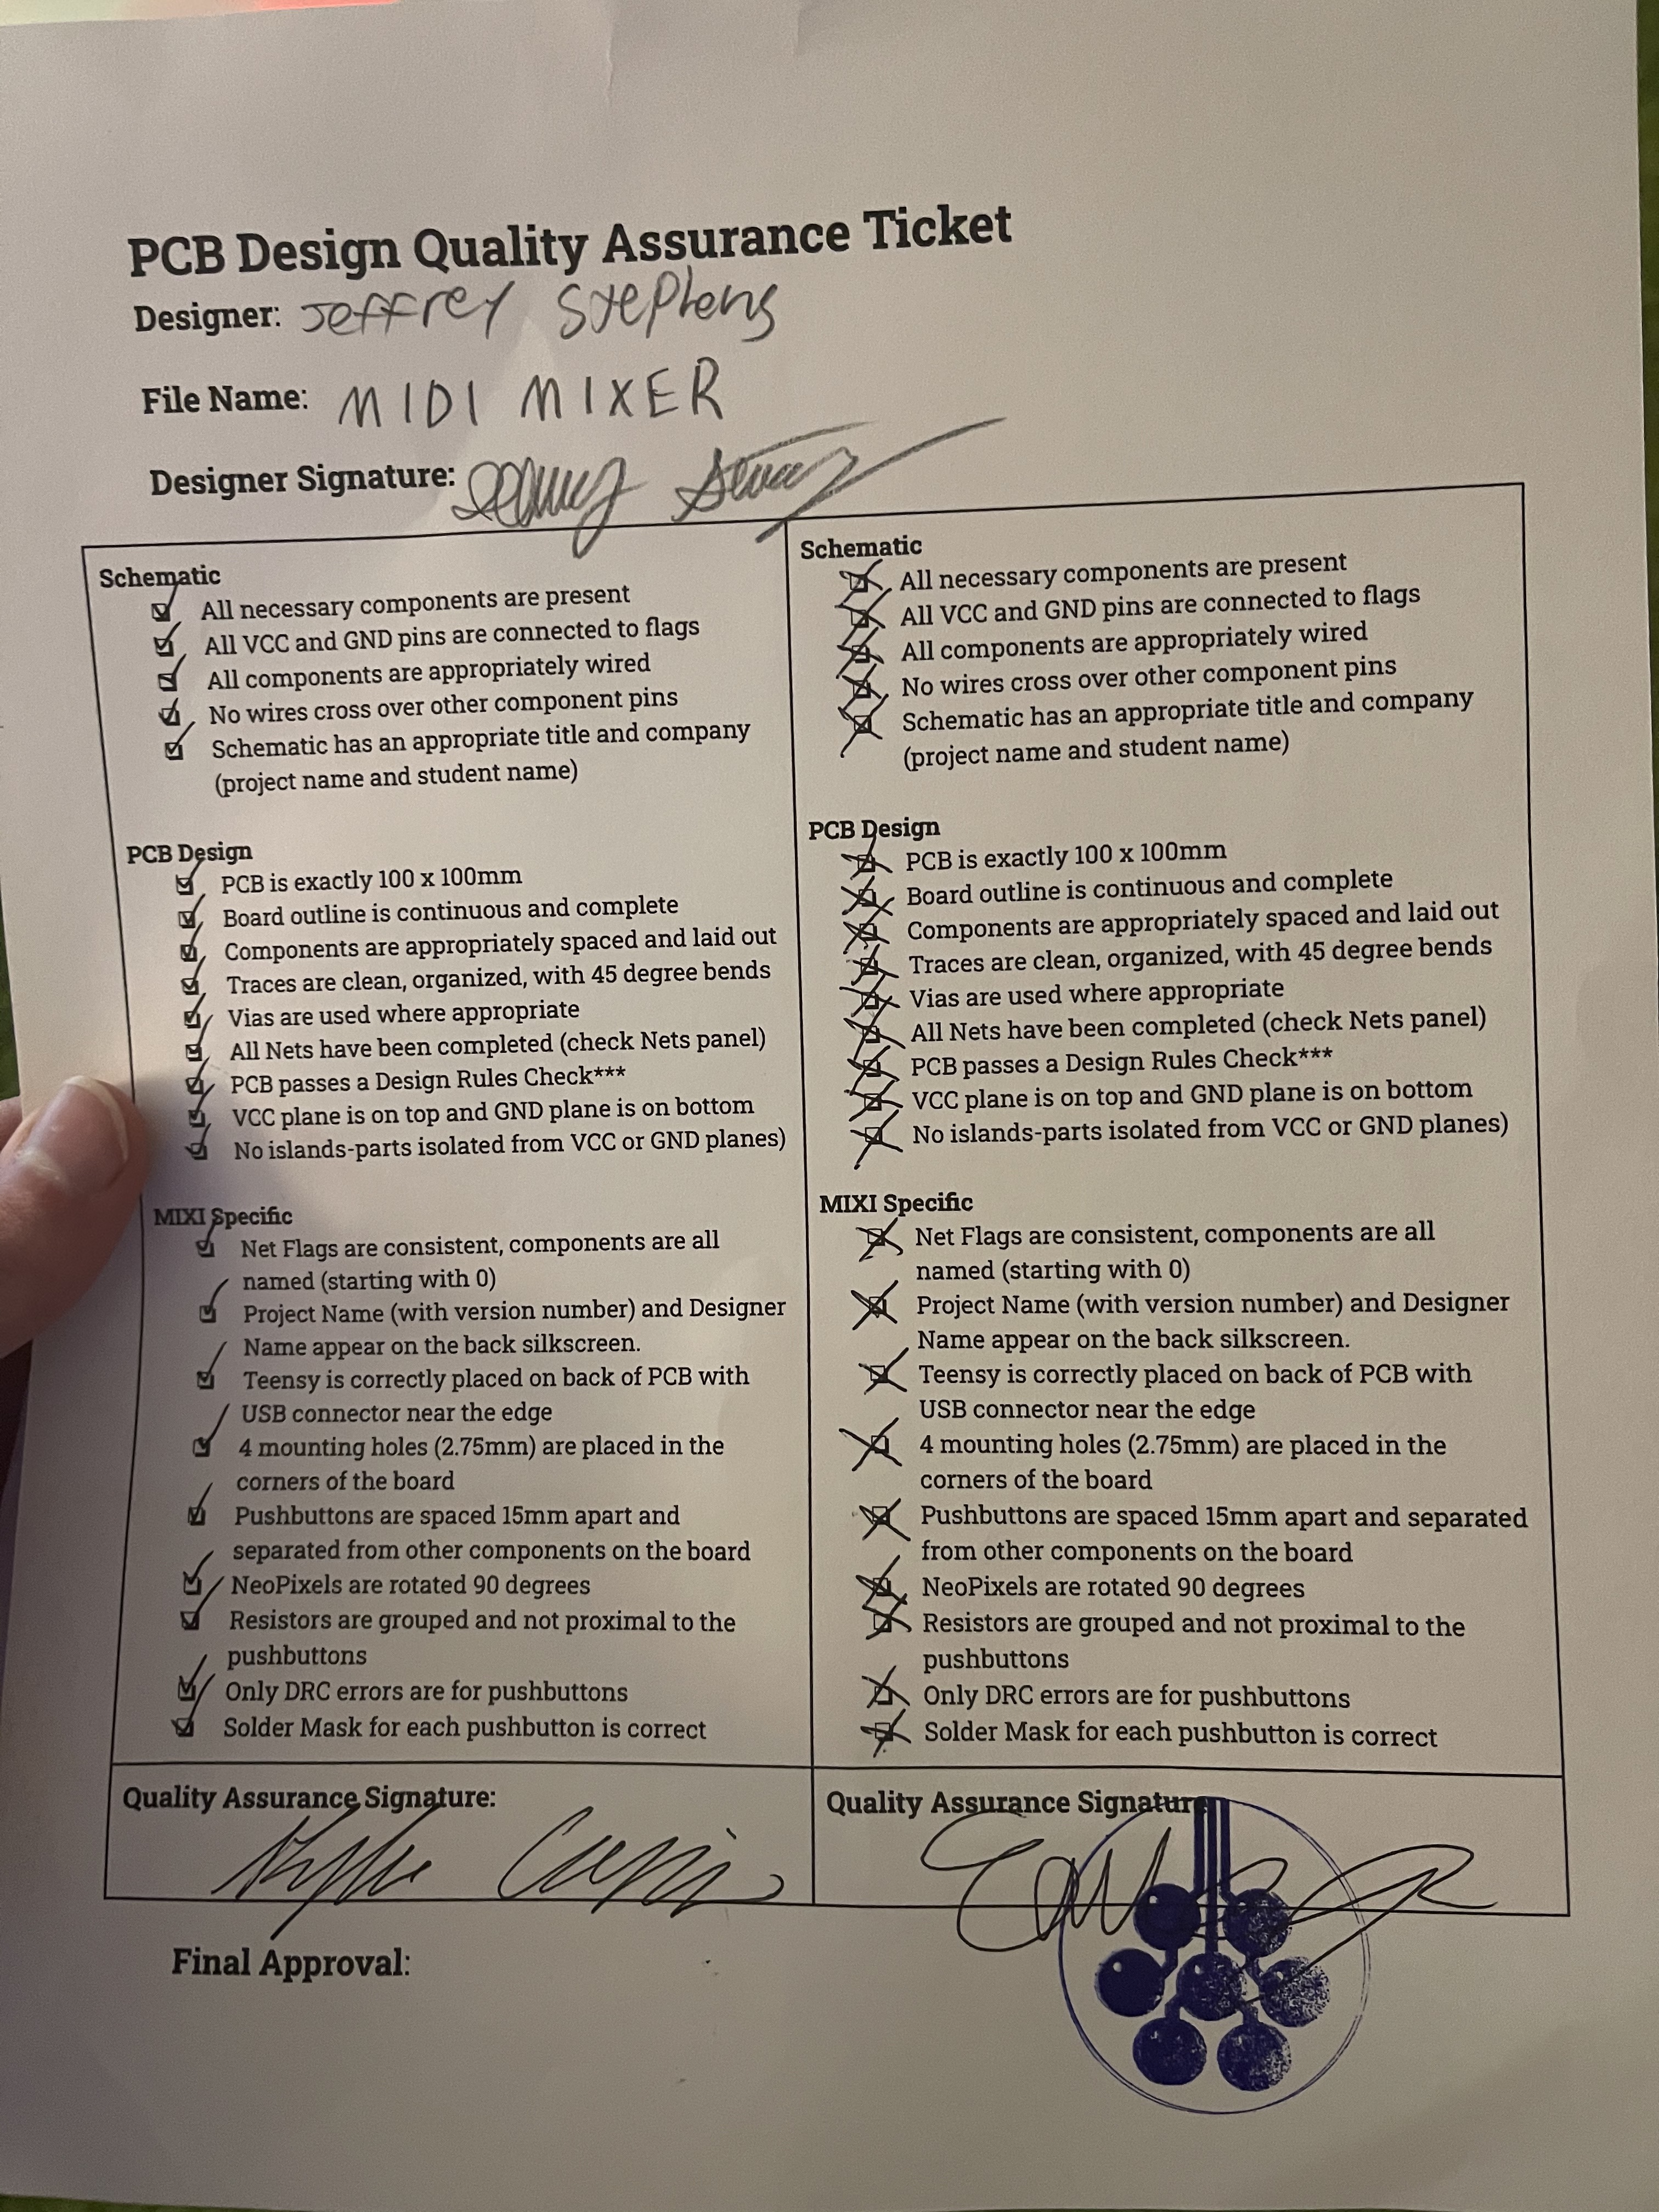 PCB Design Quality Assurance Ticket
Designer: Jeffrey Stephens
File Name: MIDI MIXER
Designer Signature:
Schematic
All necessary components are present
All VCC and GND pins are connected to flags
All components are appropriately wired
No wires cross over other component pins
Schematic has an appropriate title and company
(project name and student name)
PCB Design
PCB is exactly 100 x 100mm
Board outline is continuous and complete
Components are appropriately spaced and laid out
Traces are clean, organized, with 45 degree bends
Vias are used where appropriate
All Nets have been completed (check Nets panel)
PCB passes a Design Rules Check***
VCC plane is on top and GND plane is on bottom
No islands-parts isolated from VCC or GND planes)
MIXI Specific
Net Flags are consistent, components are all
named (starting with 0)
Project Name (with version number) and Designer
Name appear on the back silkscreen.
Teensy is correctly placed on back of PCB with
USB connector near the edge
4 mounting holes (2.75mm) are placed in the
corners of the board
Pushbuttons are spaced 15mm apart and
separated from other components on the board
NeoPixels are rotated 90 degrees
Resistors are grouped and not proximal to the
pushbuttons
Only DRC errors are for pushbuttons
Solder Mask for each pushbutton is correct
Quality Assurance Signature:
Schematic
All necessary components are present
All VCC and GND pins are connected to flags
All components are appropriately wired
No wires cross over other component pins
Schematic has an appropriate title and company
(project name and student name)
PCB Design
PCB is exactly 100 x 100mm
Board outline is continuous and complete
Components are appropriately spaced and laid out
Traces are clean, organized, with 45 degree bends
Vias are used where appropriate
All Nets have been completed (check Nets panel)
PCB passes a Design Rules Check***
VCC plane is on top and GND plane is on bottom
No islands-parts isolated from VCC or GND planes)
MIXI Specific
Net Flags are consistent, components are all
named (starting with 0)
Project Name (with version number) and Designer
Name appear on the back silkscreen.
Teensy is correctly placed on back of PCB with
USB connector near the edge
4 mounting holes (2.75mm) are placed in the
corners of the board
Pushbuttons are spaced 15mm apart and separated
from other components on the board
NeoPixels are rotated 90 degrees
Resistors are grouped and not proximal to the
pushbuttons
Only DRC errors are for pushbuttons
Solder Mask for each pushbutton is correct
Quality Assurance Signature
Final Approval: